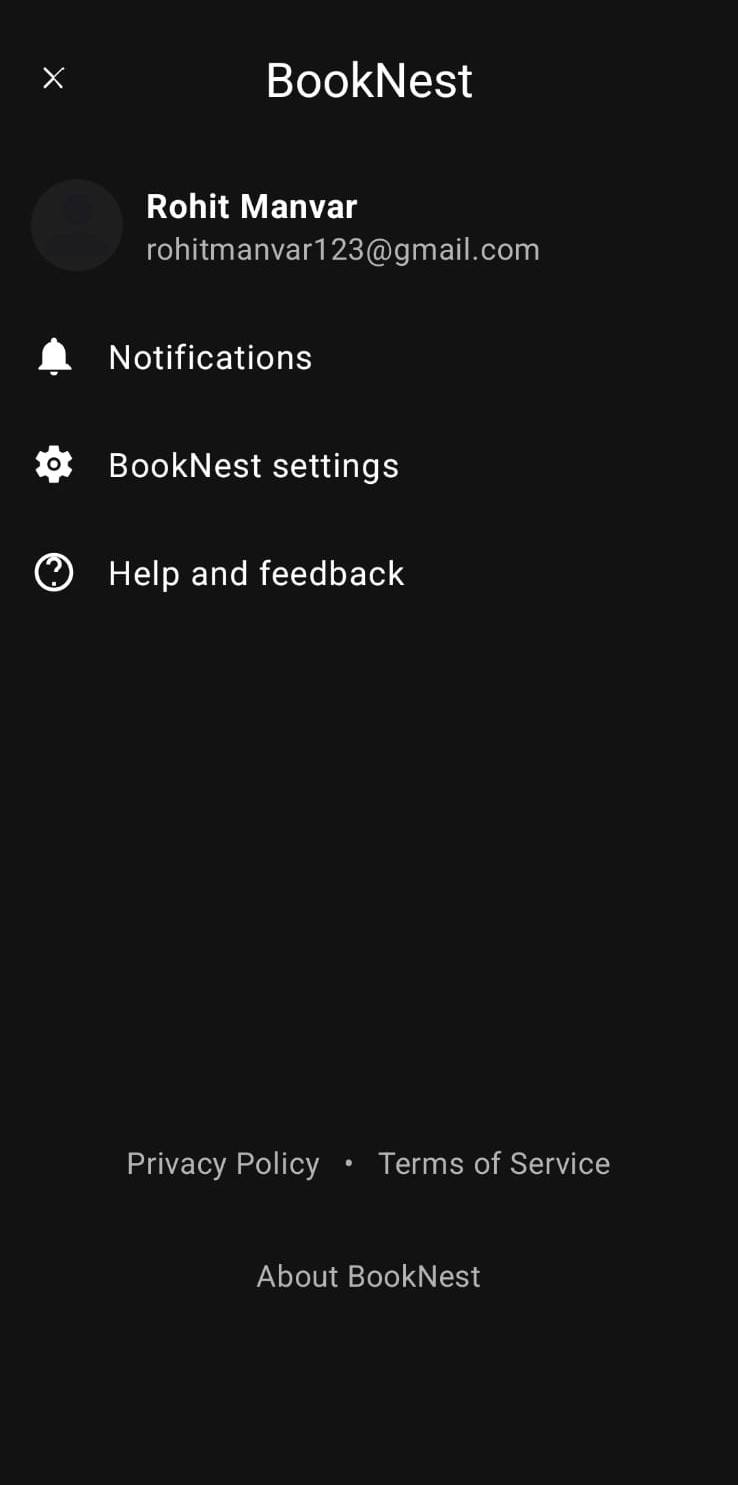 BookNest
Rohit Manvar
rohitmanvar123@gmail.com
Notifications
BookNest settings
Help and feedback
Privacy Policy • Terms of Service
About BookNest